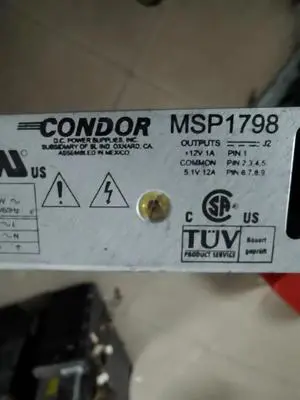 CONDOR
D.C. POWER SUPPLIES, INC.
SUBSIDIARY OF SL IND. OXNARD, CA.
ASSEMBLED IN MEXICO
MSP1798
OUTPUTS J2
+12V 1A PIN 1
COMMON PIN 2,3,4,5
5.1V 12A PIN 6,7,8,9
US
C US
TÜV
PRODUCT SERVICE
Bauart
geprüft
W
L
N